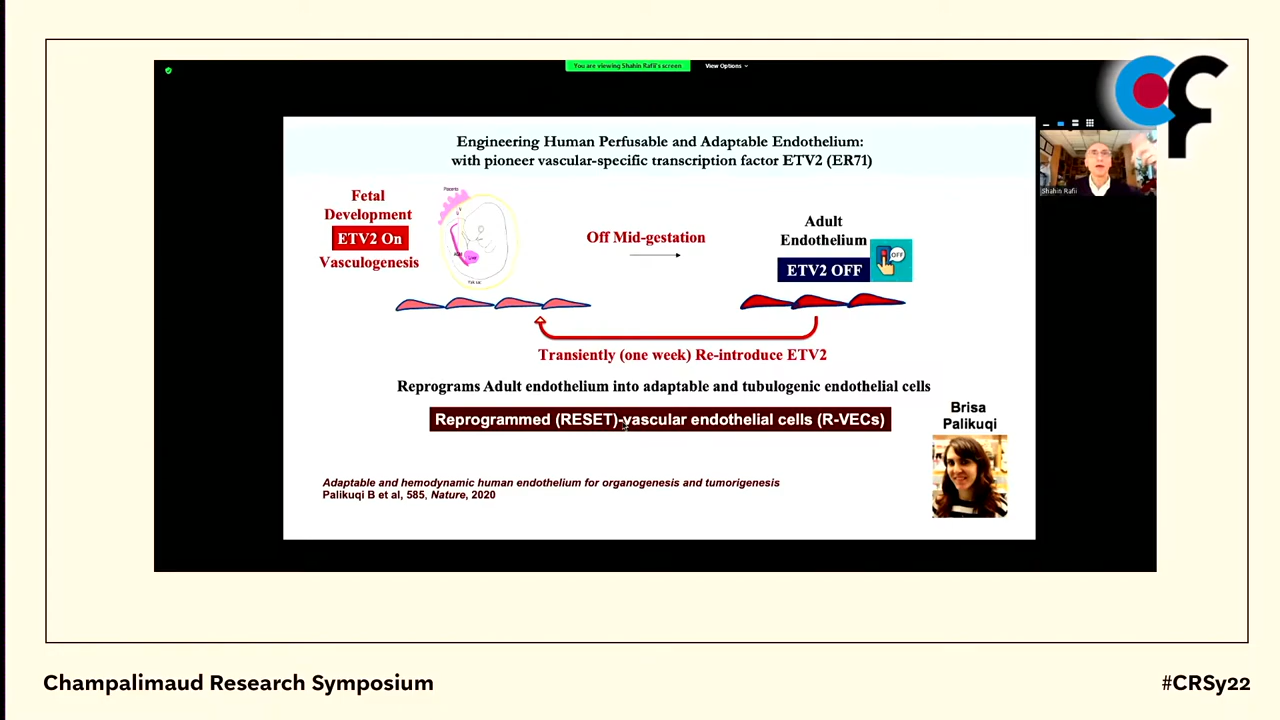 You are viewing Shahin Rafii's screen
View Options
Engineering Human Perfusable and Adaptable Endothelium:
with pioneer vascular-specific transcription factor ETV2 (ER71)
Shahin Rafii
Fetal
Development
ETV2 On
Vasculogenesis
Placenta
Liver
Off Mid-gestation
Adult
Endothelium
OFF
ETV2 OFF
Transiently (one week) Re-introduce ETV2
Reprograms Adult endothelium into adaptable and tubulogenic endothelial cells
Reprogrammed (RESET)-vascular endothelial cells (R-VECs)
Brisa
Palikuqi
Adaptable and hemodynamic human endothelium for organogenesis and tumorigenesis
Palikuqi B et al, 585, Nature, 2020
Champalimaud Research Symposium
#CRSy22